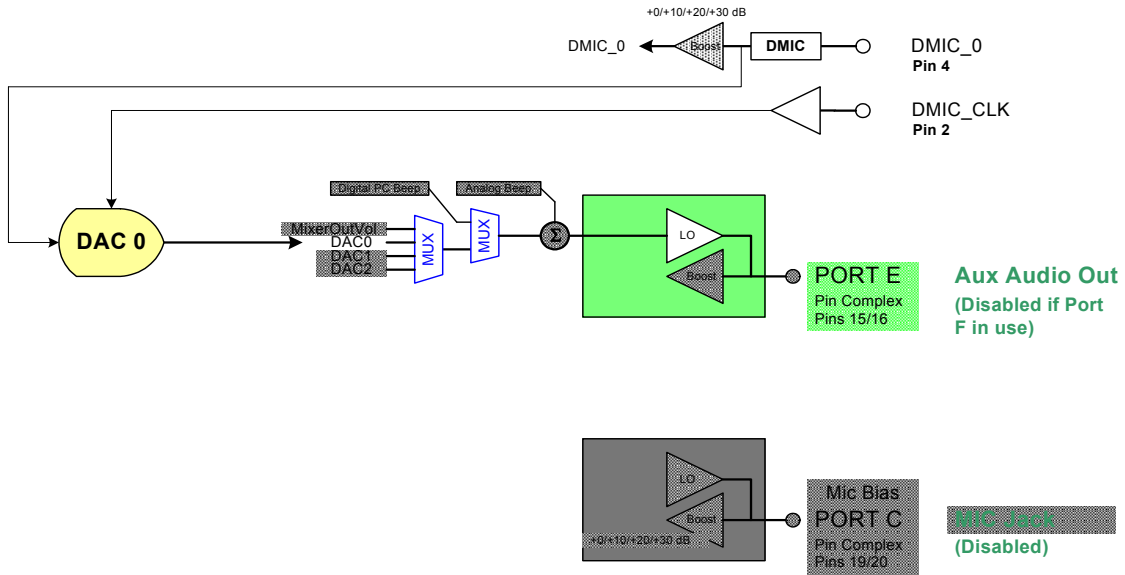 +0/+10/+20/+30 dB
DMIC_0
Boost
DMIC
DMIC_0
Pin 4
DMIC_CLK
Pin 2
Digital PC Beep
Analog Beep
DAC 0
MixerOutVol
DAC0
DAC1
DAC2
MUX
MUX
Σ
LO
Boost
PORT E
Pin Complex
Pins 15/16
Aux Audio Out
(Disabled if Port
F in use)
LO
Boost
+0/+10/+20/+30 dB
Mic Bias
PORT C
Pin Complex
Pins 19/20
MIC Jack
(Disabled)